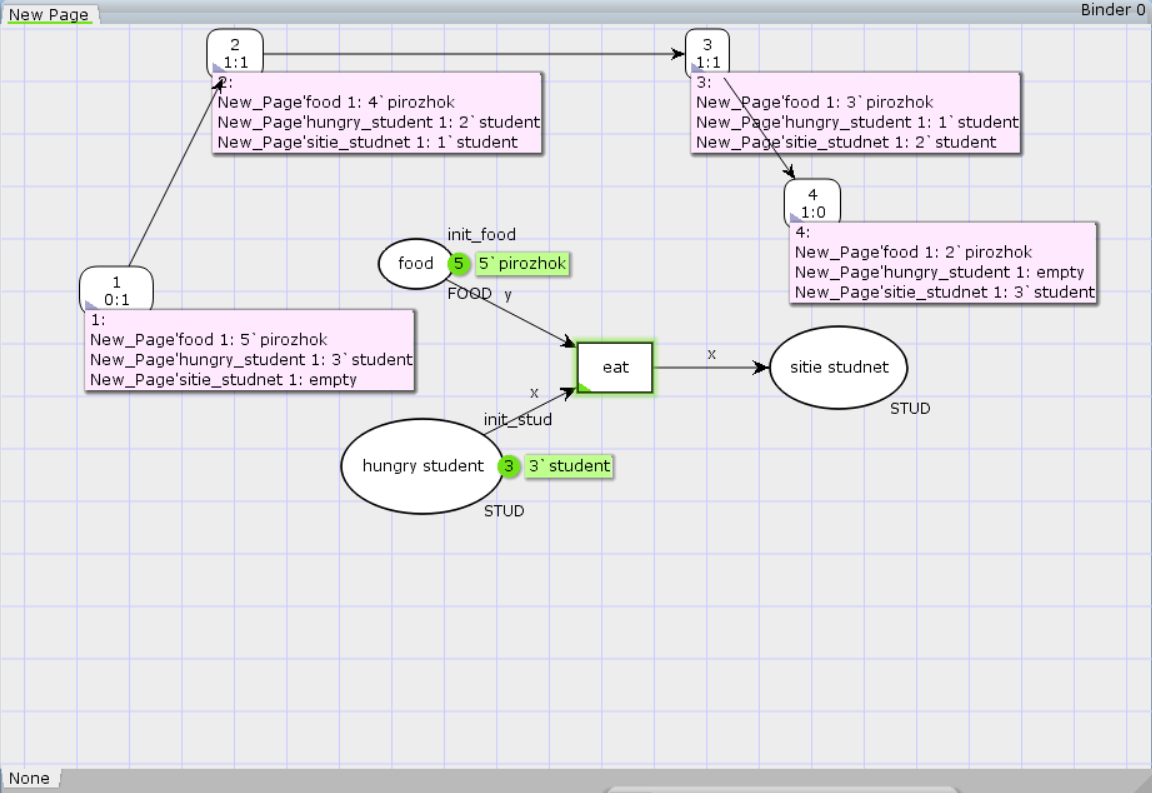 New Page
Binder 0
2
1:1
2:
New_Page'food 1: 4`pirozhok
New_Page'hungry_student 1: 2`student
New_Page'sitie_studnet 1: 1`student
3
1:1
3:
New_Page'food 1: 3`pirozhok
New_Page'hungry_student 1: 1`student
New_Page'sitie_studnet 1: 2`student
4
1:0
4:
New_Page'food 1: 2`pirozhok
New_Page'hungry_student 1: empty
New_Page'sitie_studnet 1: 3`student
1
0:1
1:
New_Page'food 1: 5`pirozhok
New_Page'hungry_student 1: 3`student
New_Page'sitie_studnet 1: empty
init_food
food
5
5`pirozhok
FOOD
y
eat
x
sitie studnet
STUD
x
init_stud
hungry student
3
3`student
STUD
None